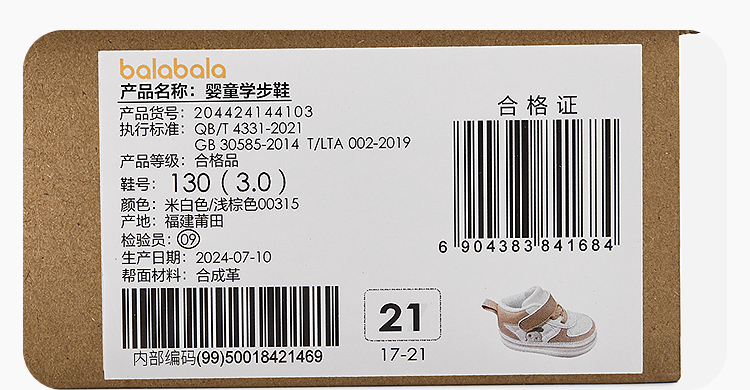 balabala
产品名称：婴童学步鞋
产品货号：204424144103
执行标准：QB/T 4331-2021
GB 30585-2014 T/LTA 002-2019
产品等级：合格品
鞋号：130（3.0）
颜色：米白色/浅棕色00315
产地：福建莆田
检验员：09
生产日期：2024-07-10
帮面材料：合成革
内部编码(99)50018421469
合格证
6 904383 841684
21
17-21